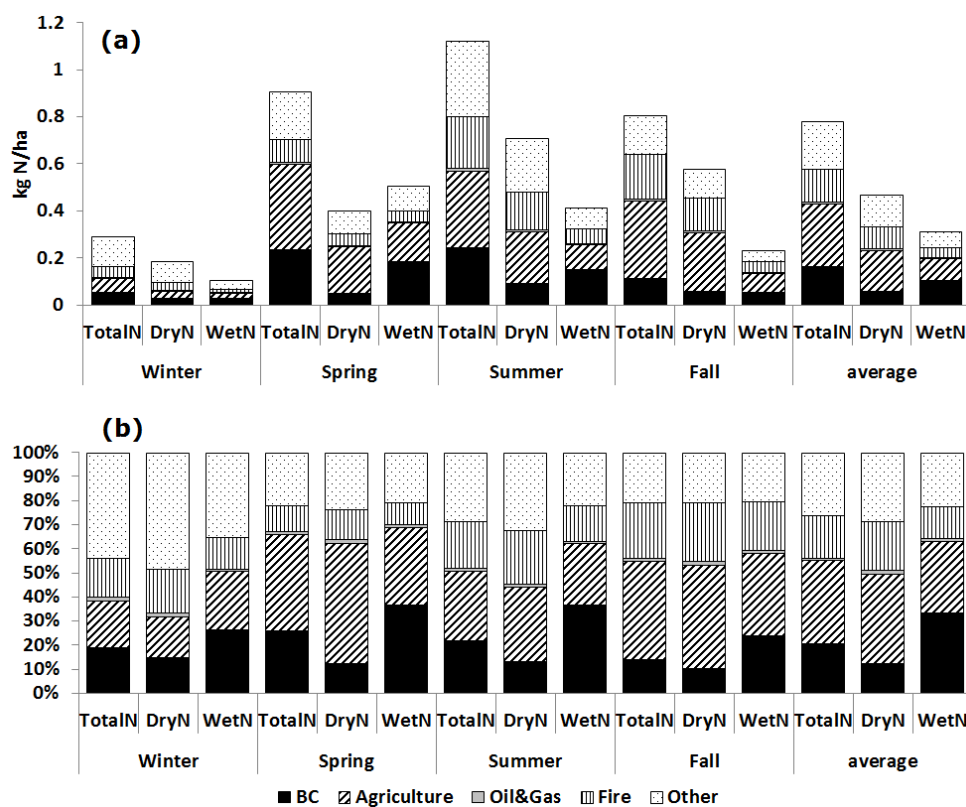 (a)
kg N/ha
1.2
1
0.8
0.6
0.4
0.2
0
TotalN DryN WetN TotalN DryN WetN TotalN DryN WetN TotalN DryN WetN TotalN DryN WetN
Winter Spring Summer Fall average
(b)
100%
90%
80%
70%
60%
50%
40%
30%
20%
10%
0%
TotalN DryN WetN TotalN DryN WetN TotalN DryN WetN TotalN DryN WetN TotalN DryN WetN
Winter Spring Summer Fall average
BC Agriculture Oil&Gas Fire Other